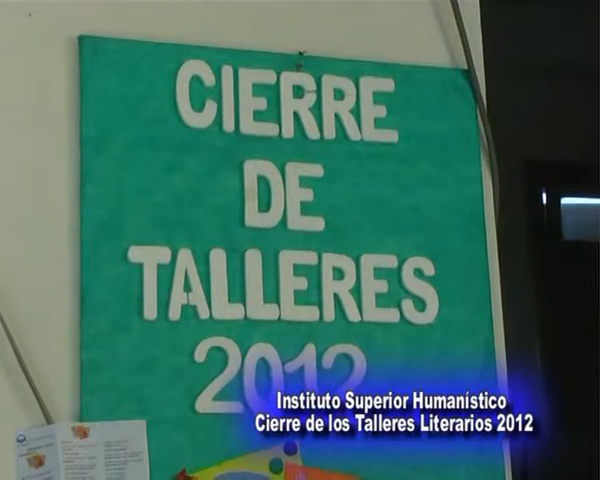 CIERRE
DE
TALLERES
2012
Instituto Superior Humanístico
Cierre de los Talleres Literarios 2012